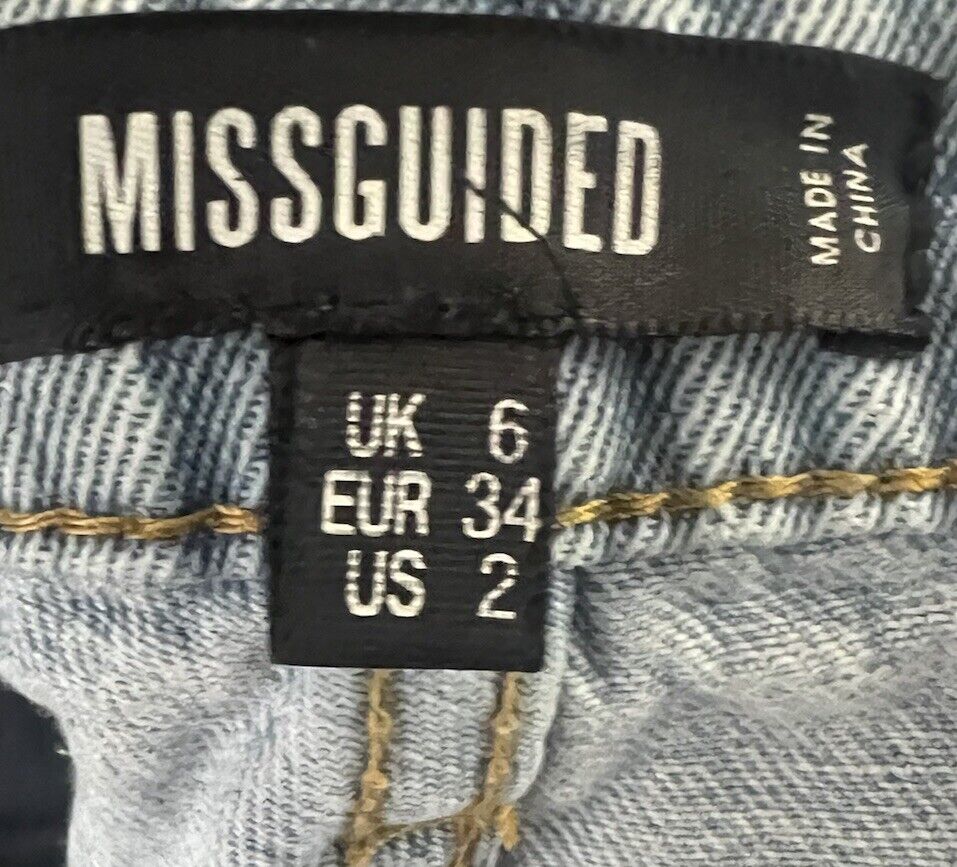 MISSGUIDED
MADE IN
CHINA
UK 6
EUR 34
US 2